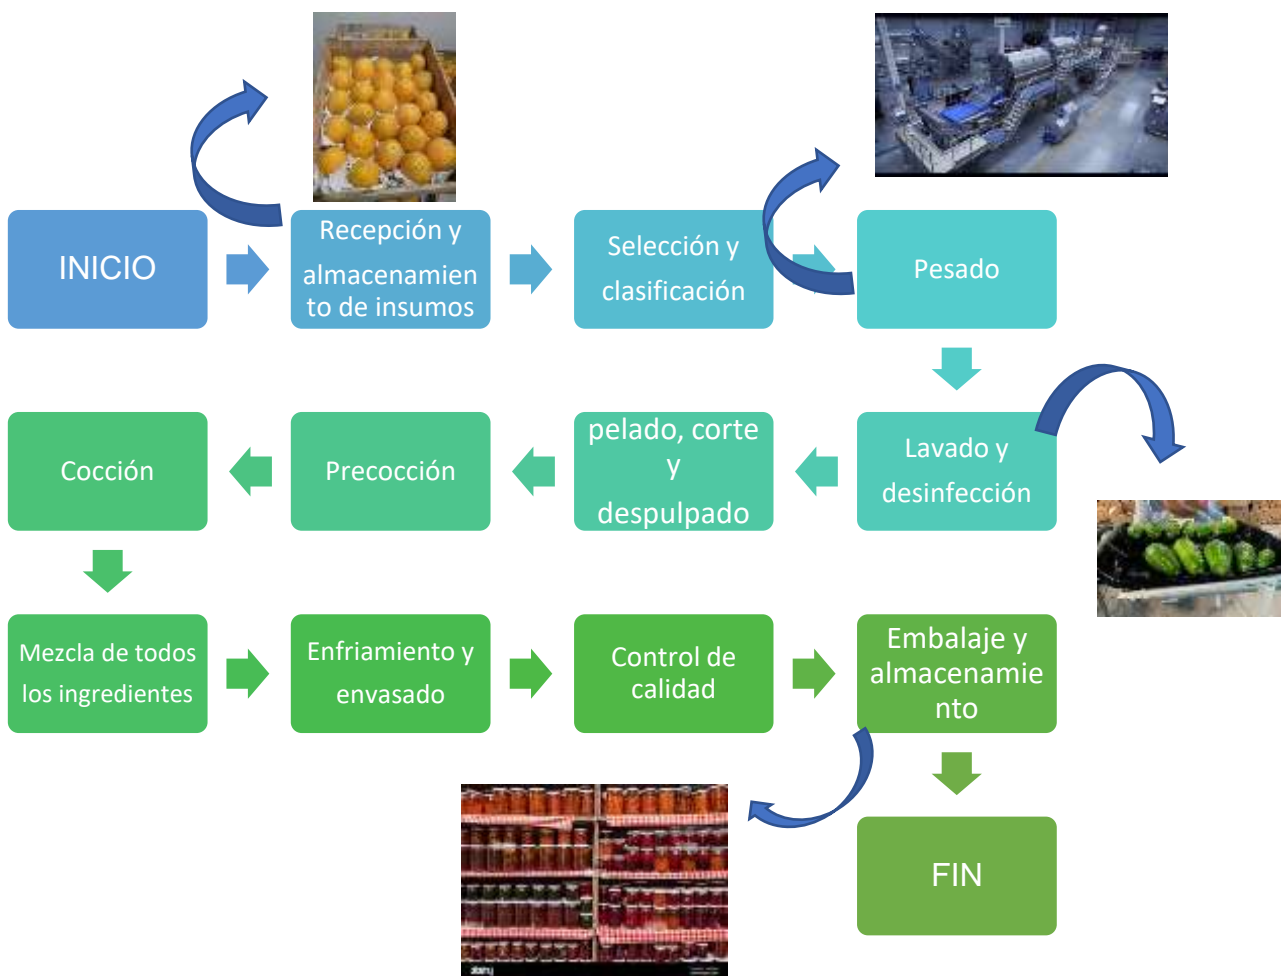 INICIO
Recepción y
almacenamien
to de insumos
Selección y
clasificación
Pesado
Cocción
Precocción
pelado, corte
y
despulpado
Lavado y
desinfección
Mezcla de todos
los ingredientes
Enfriamiento y
envasado
Control de
calidad
Embalaje y
almacenamie
nto
FIN